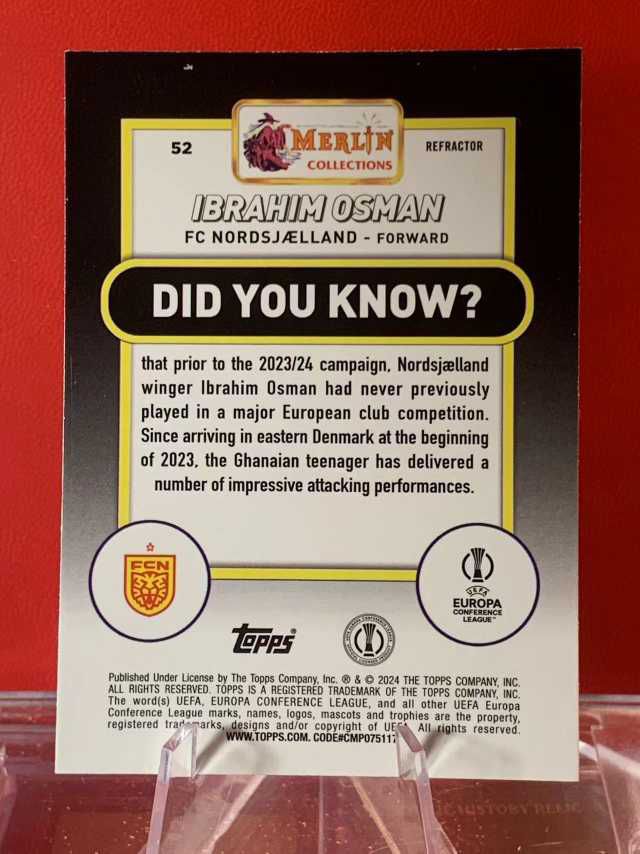 52
MERLIN
COLLECTIONS
REFRACTOR
IBRAHIM OSMAN
FC NORDSJÆLLAND - FORWARD
DID YOU KNOW?
that prior to the 2023/24 campaign, Nordsjælland
winger Ibrahim Osman had never previously
played in a major European club competition.
Since arriving in eastern Denmark at the beginning
of 2023, the Ghanaian teenager has delivered a
number of impressive attacking performances.
FCN
UEFA
EUROPA
CONFERENCE
LEAGUE™
topps®
Published Under License by The Topps Company, Inc. ® & © 2024 THE TOPPS COMPANY, INC.
ALL RIGHTS RESERVED. TOPPS IS A REGISTERED TRADEMARK OF THE TOPPS COMPANY, INC.
The word(s) UEFA, EUROPA CONFERENCE LEAGUE, and all other UEFA Europa
Conference League marks, names, logos, mascots and trophies are the property,
registered trademarks, designs and/or copyright of UEFA. All rights reserved.
WWW.TOPPS.COM. CODE#CMP075117